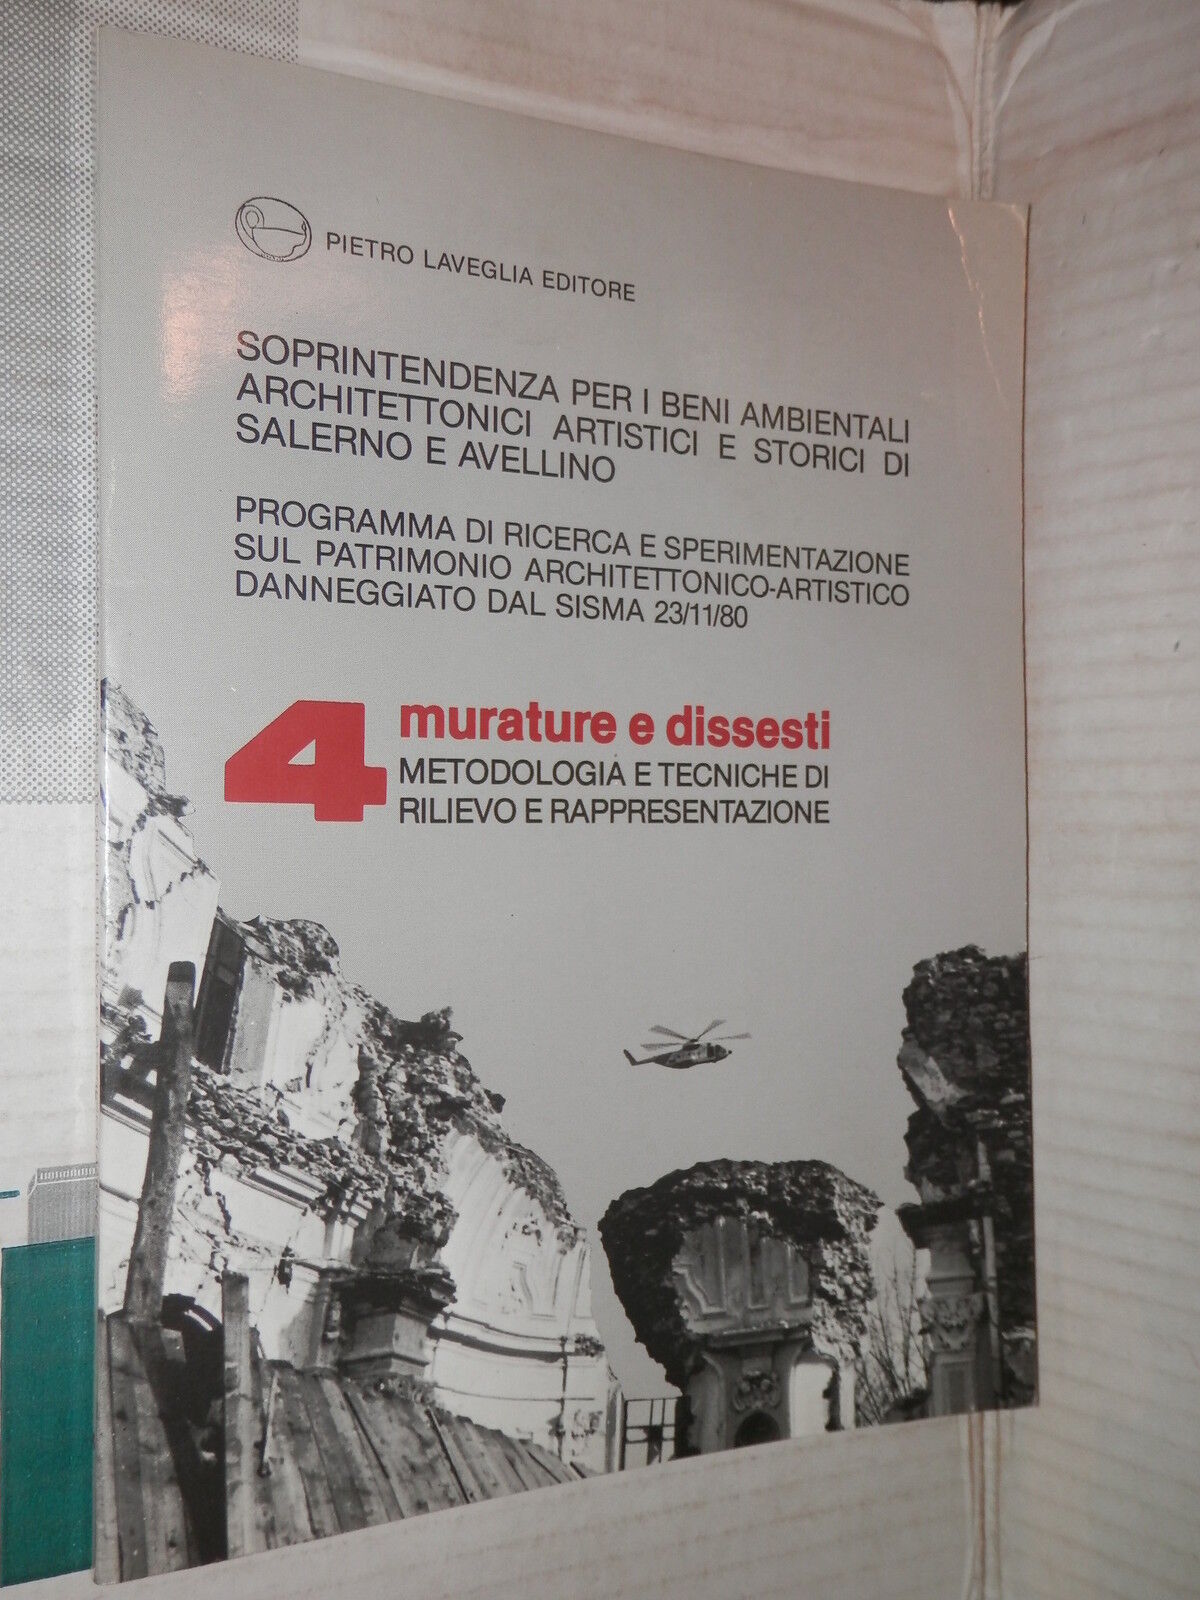 PIETRO LAVEGLIA EDITORE
SOPRINTENDENZA PER I BENI AMBIENTALI
ARCHITETTONICI ARTISTICI E STORICI DI
SALERNO E AVELLINO
PROGRAMMA DI RICERCA E SPERIMENTAZIONE
SUL PATRIMONIO ARCHITETTONICO-ARTISTICO
DANNEGGIATO DAL SISMA 23/11/80
4 murature e dissesti
METODOLOGIA E TECNICHE DI
RILIEVO E RAPPRESENTAZIONE